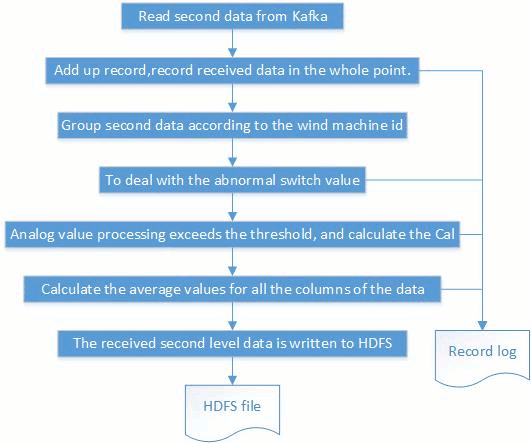 Read second data from Kafka
Add up record,record received data in the whole point.
Group second data according to the wind machine id
To deal with the abnormal switch value
Analog value processing exceeds the threshold, and calculate the Cal
Calculate the average values for all the columns of the data
The received second level data is written to HDFS
Record log
HDFS file